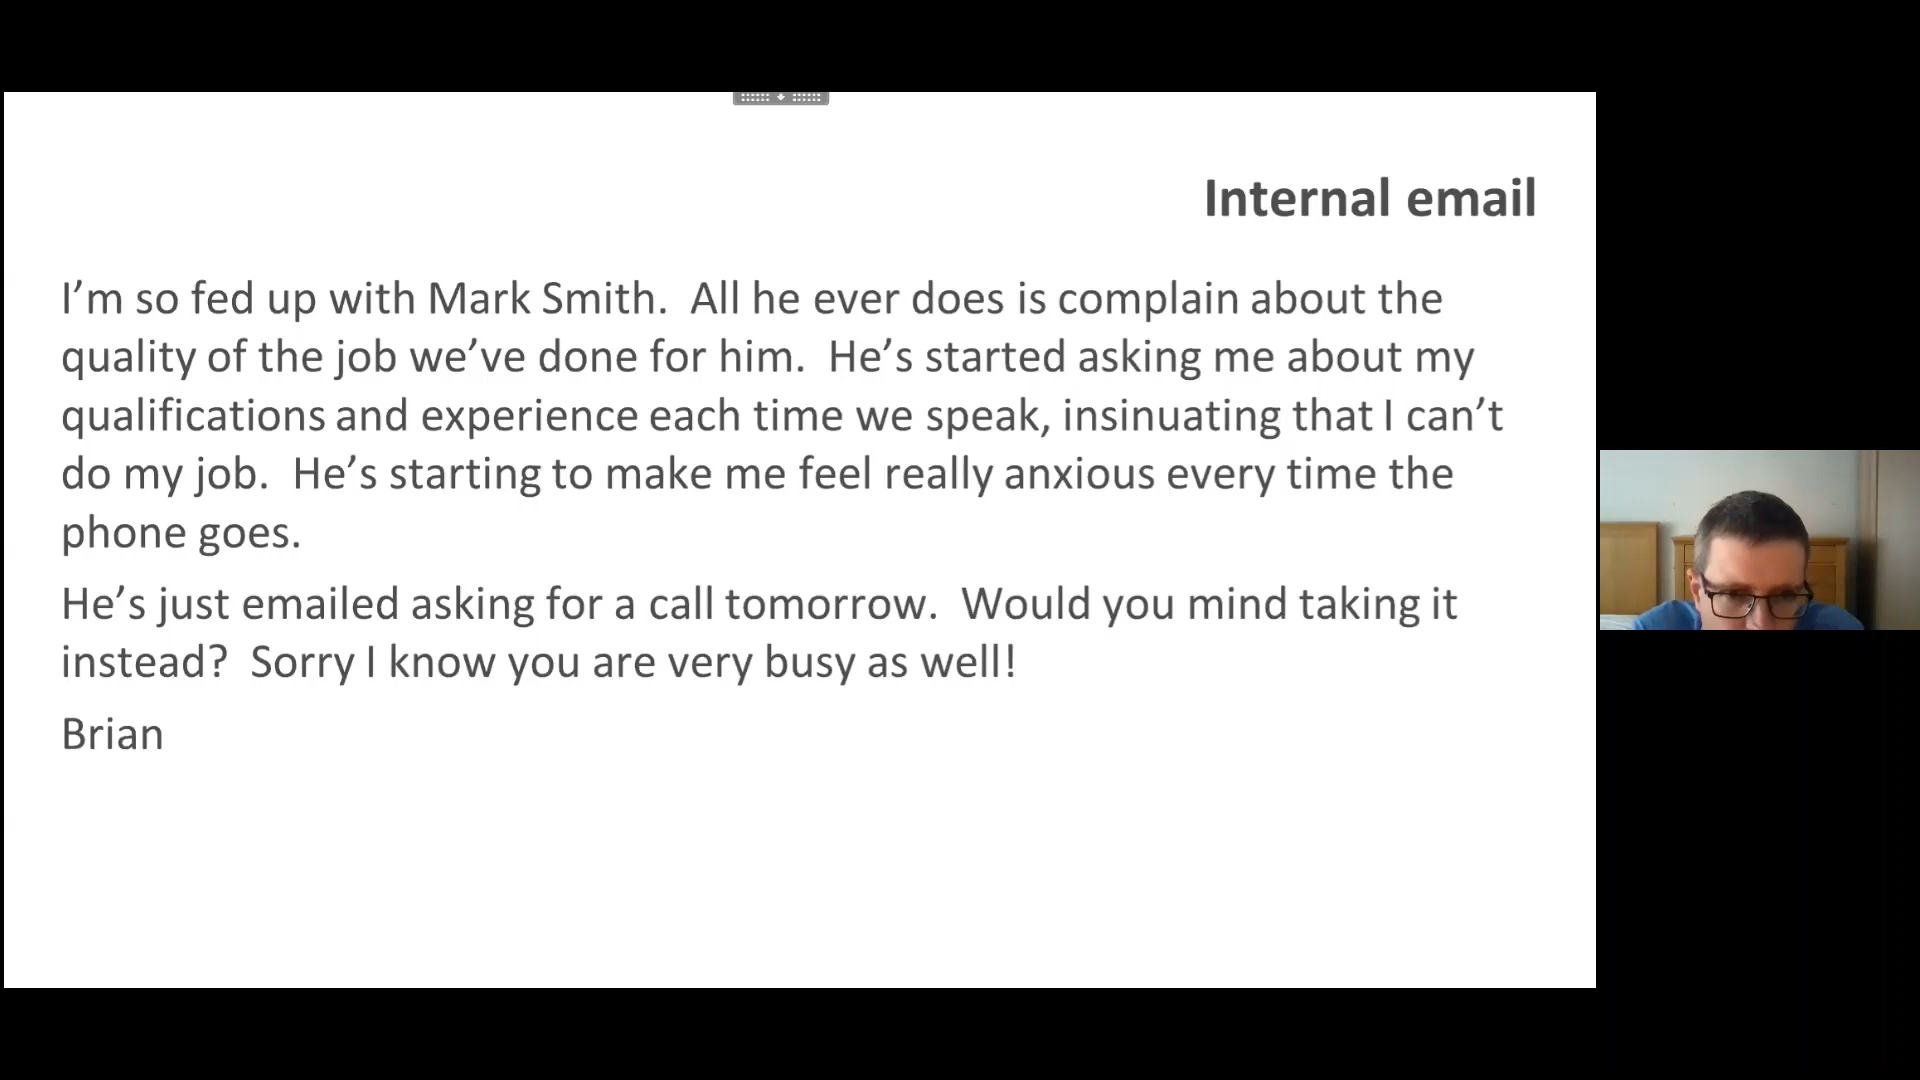 Internal email
I’m so fed up with Mark Smith.  All he ever does is complain about the
quality of the job we’ve done for him.  He’s started asking me about my
qualifications and experience each time we speak, insinuating that I can’t
do my job.  He’s starting to make me feel really anxious every time the
phone goes.
He’s just emailed asking for a call tomorrow.  Would you mind taking it
instead?  Sorry I know you are very busy as well!
Brian